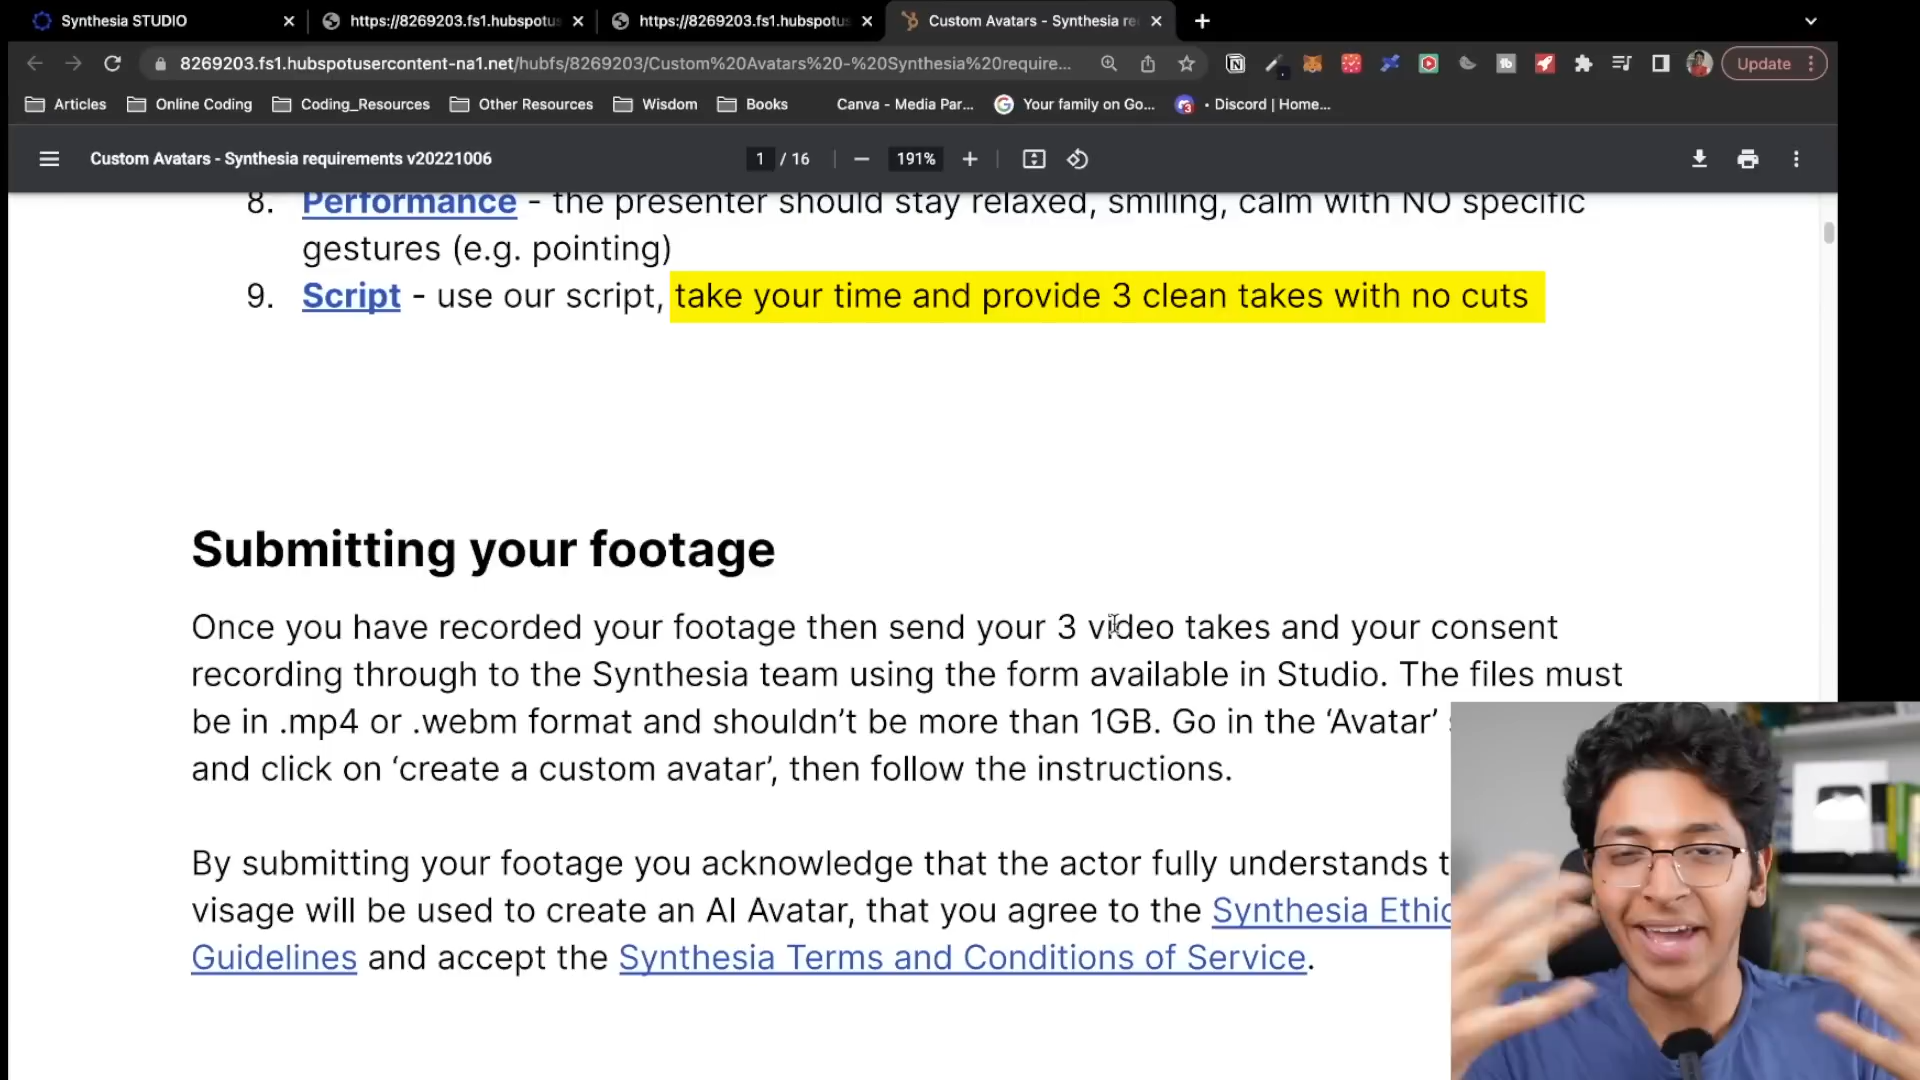 Synthesia STUDIO
https://8269203.fs1.hubspotus
https://8269203.fs1.hubspotus
Custom Avatars - Synthesia re
8269203.fs1.hubspotusercontent-na1.net/hubfs/8269203/Custom%20Avatars%20-%20Synthesia%20require...
Update
Articles
Online Coding
Coding_Resources
Other Resources
Wisdom
Books
Canva - Media Par...
Your family on Go...
• Discord | Home...
Custom Avatars - Synthesia requirements v20221006
1 / 16
191%
8. Performance - the presenter should stay relaxed, smiling, calm with NO specific
gestures (e.g. pointing)
9. Script - use our script, take your time and provide 3 clean takes with no cuts
Submitting your footage
Once you have recorded your footage then send your 3 video takes and your consent
recording through to the Synthesia team using the form available in Studio. The files must
be in .mp4 or .webm format and shouldn’t be more than 1GB. Go in the ‘Avatar’
and click on ‘create a custom avatar’, then follow the instructions.
By submitting your footage you acknowledge that the actor fully understands
visage will be used to create an AI Avatar, that you agree to the Synthesia Ethic
Guidelines and accept the Synthesia Terms and Conditions of Service.